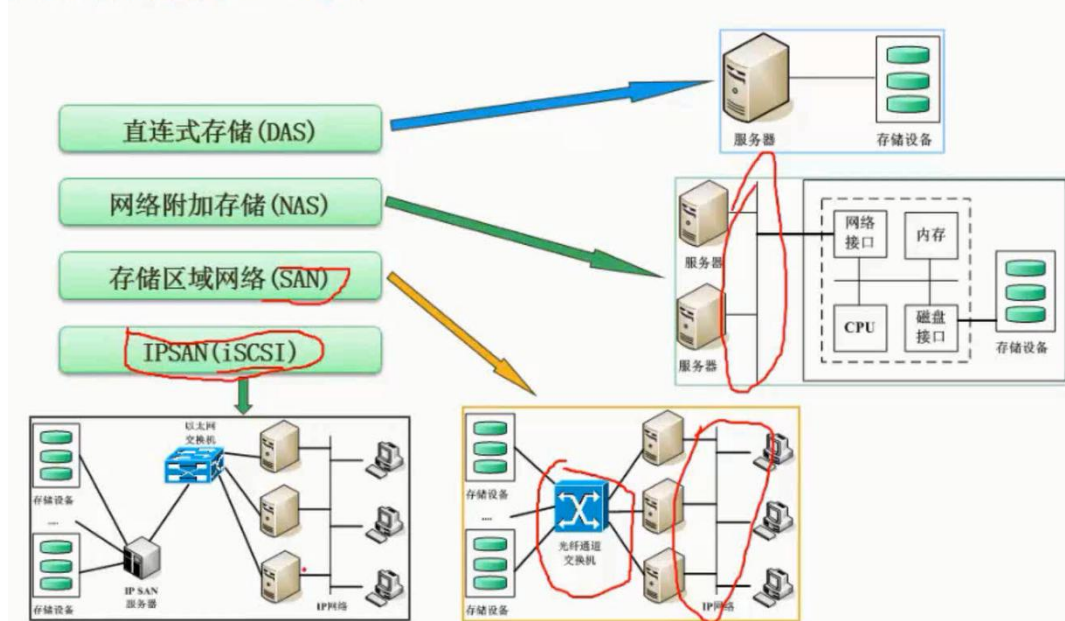 直连式存储(DAS)
网络附加存储(NAS)
存储区域网络(SAN)
IPSAN(iSCSI)
服务器
存储设备
服务器
服务器
网络
接口
内存
CPU
磁盘
接口
存储设备
存储设备
....
存储设备
以太网
交换机
IP SAN
服务器
IP网络
存储设备
....
存储设备
光纤通道
交换机
IP网络